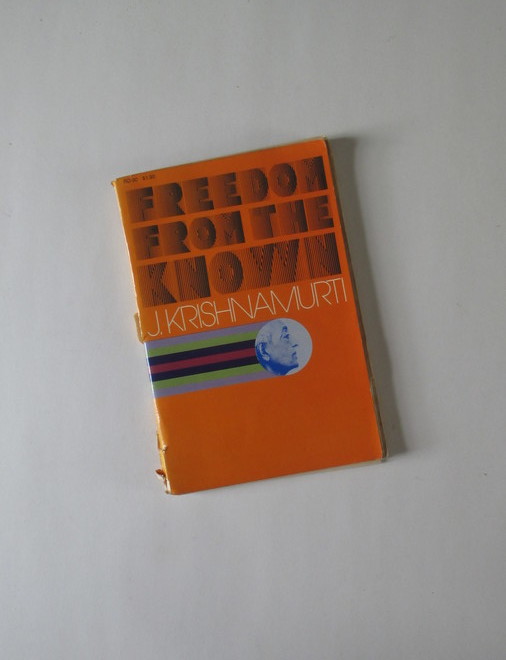 FREEDOM
FROM THE
KNOWN
J. KRISHNAMURTI